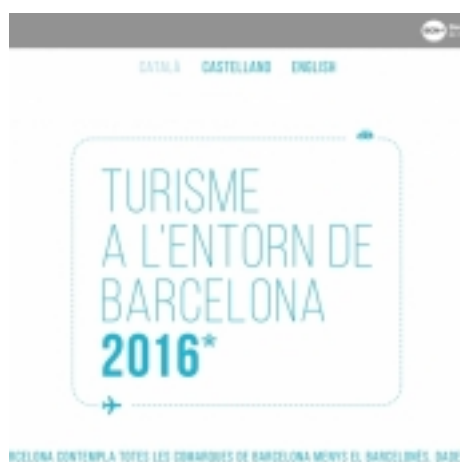 CATALÀ CASTELLANO ENGLISH
TURISME
A L'ENTORN DE
BARCELONA
2016*
RCELONA CONTEMPLA TOTES LES COMARQUES DE BARCELONA MENYS EL BARCELONÈS. DADE